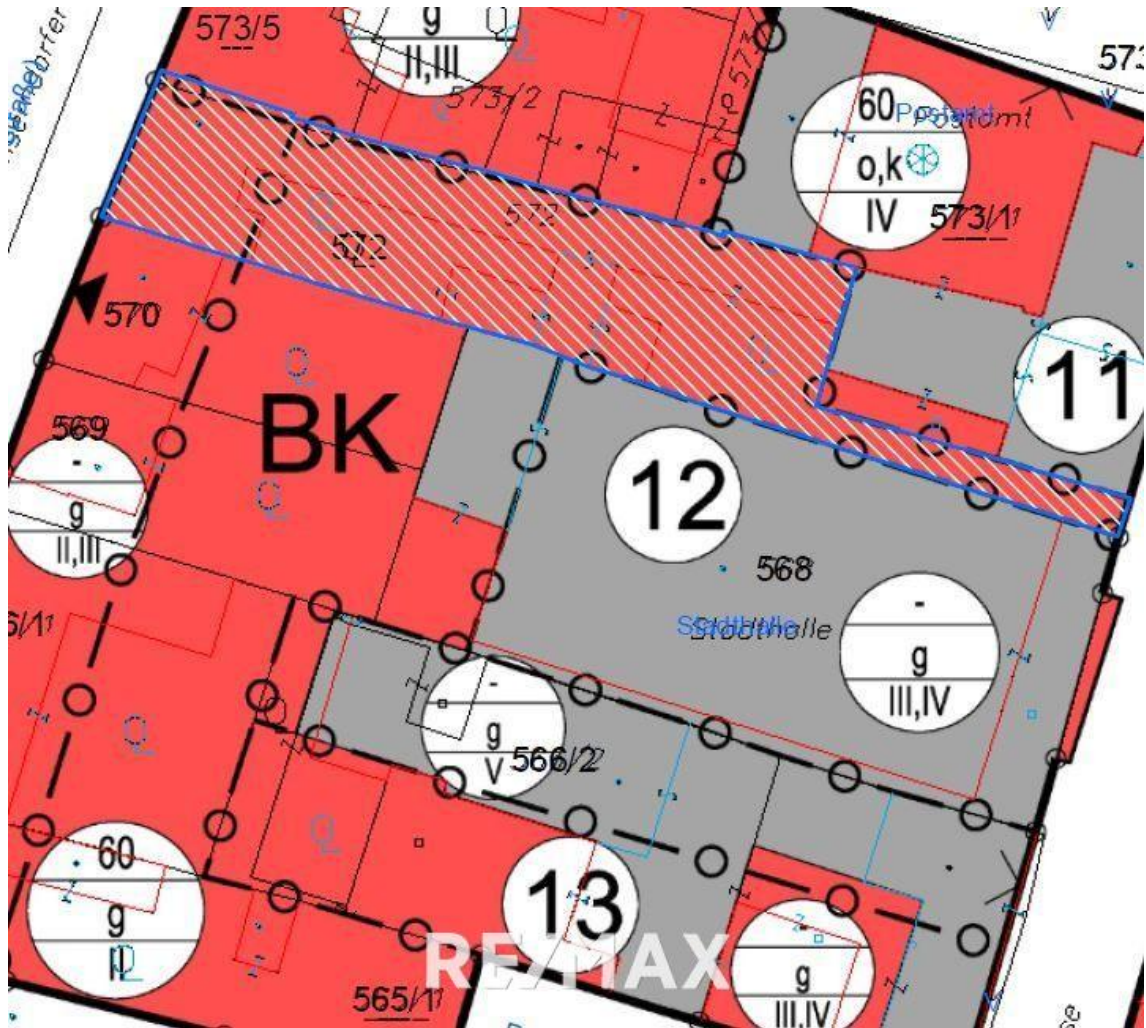 573/5
g
II,III
573/2
573
60
o,k
IV
Postamt
573/1
572
572
570
BK
11
569
-
g
II,III
12
568
Stadthalle
-
g
III,IV
-
g
V
566/2
60
g
II
13
565/1
-
g
III,IV
RE/MAX